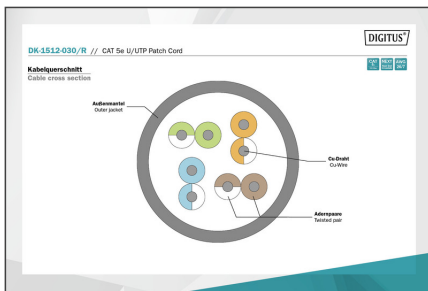 DIGITUS®
DK-1512-030/R // CAT 5e U/UTP Patch Cord
Kabelquerschnitt
Cable cross section
Außenmantel
Outer jacket
Cu-Draht
Cu-Wire
Adernpaare
Twisted pair